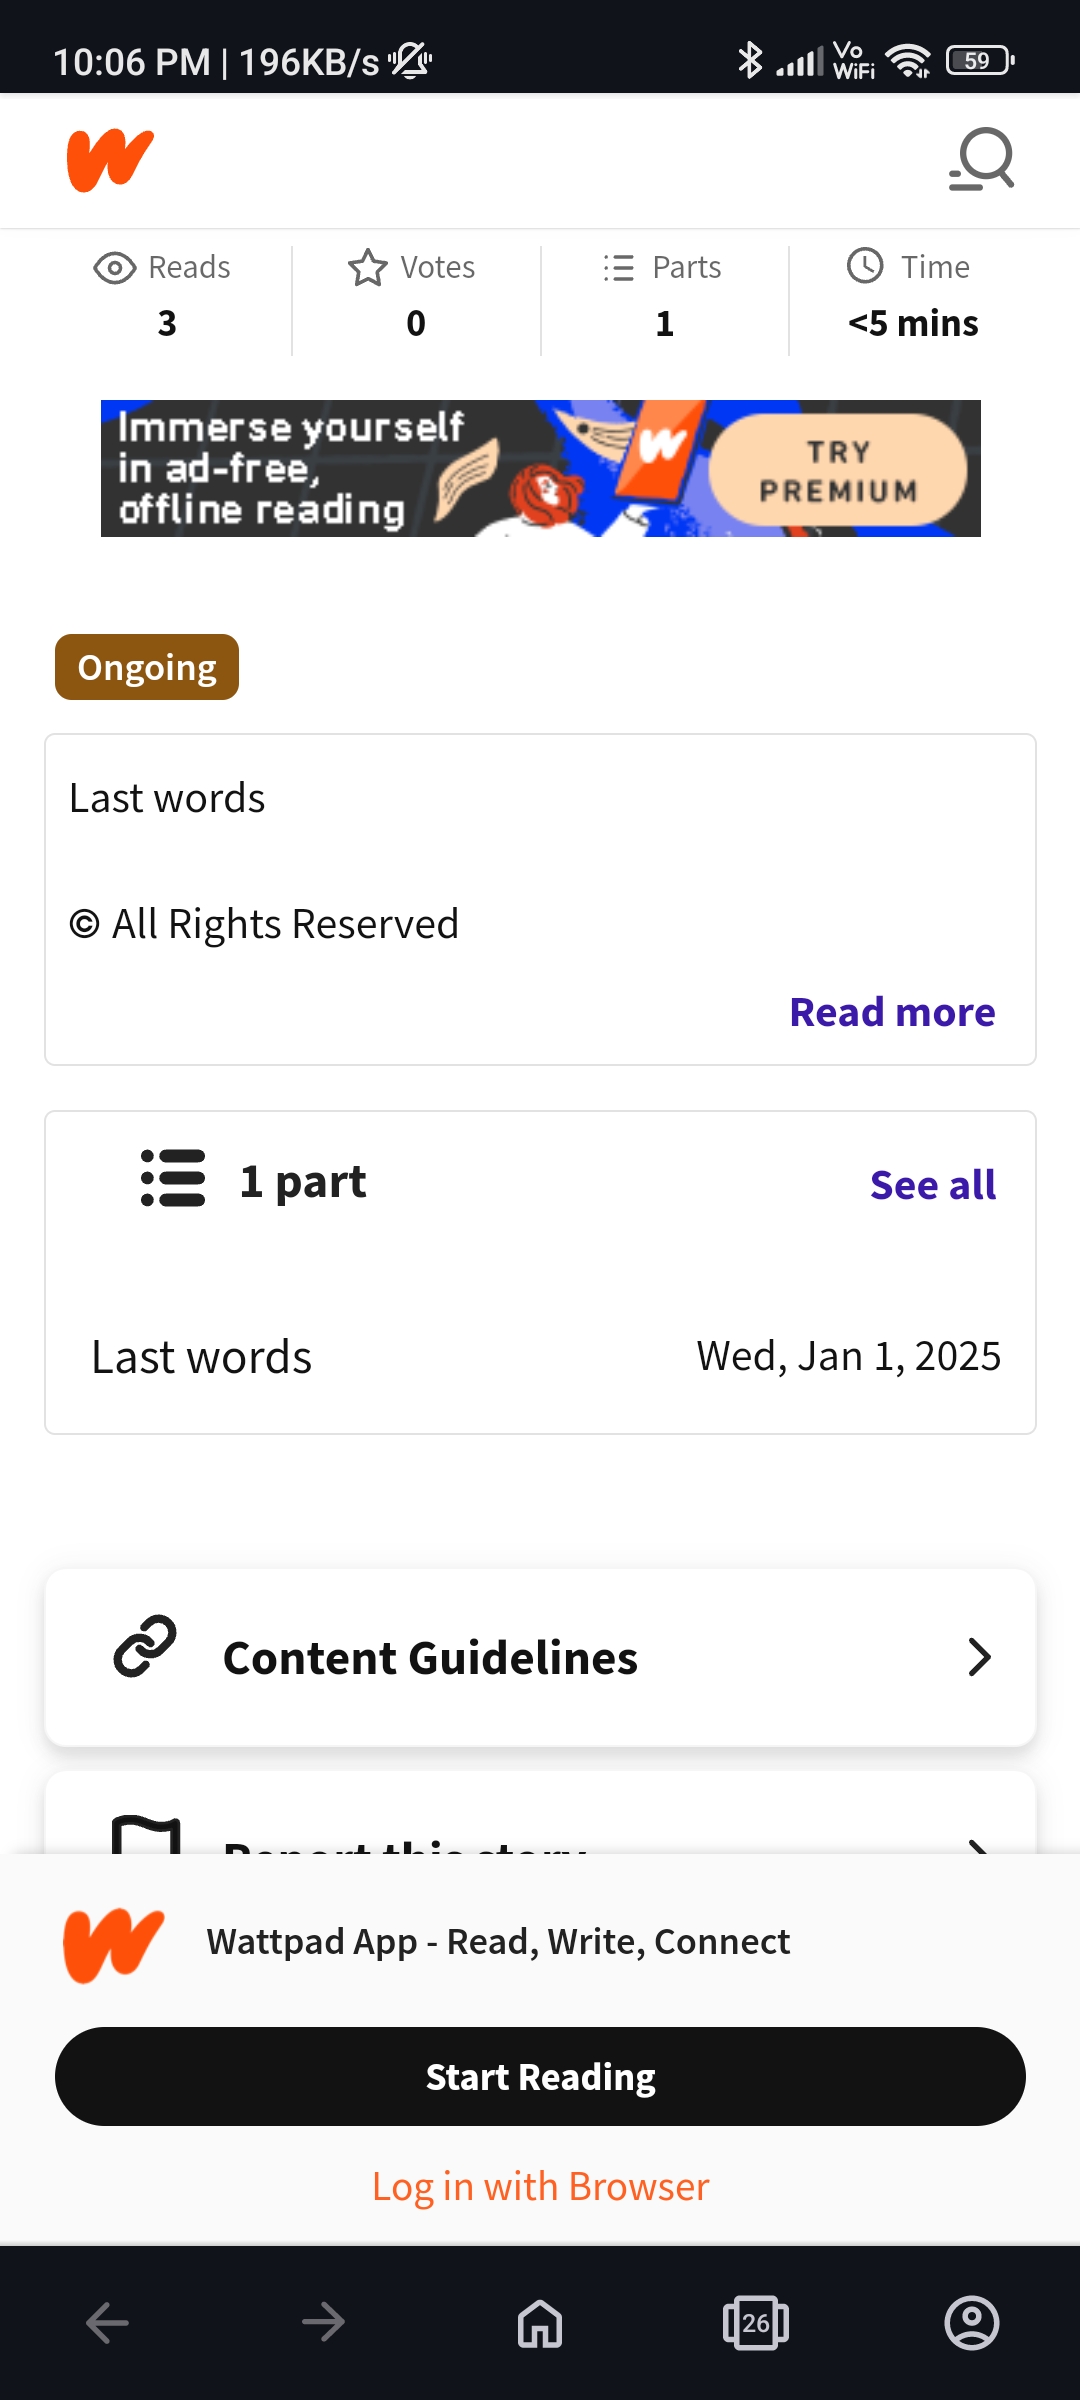 10:06 PM | 196KB/s
Vo
WiFi
59
Reads
3
Votes
0
Parts
1
Time
<5 mins
Immerse yourself
in ad-free,
offline reading
TRY
PREMIUM
Ongoing
Last words
© All Rights Reserved
Read more
1 part
See all
Last words
Wed, Jan 1, 2025
Content Guidelines
Report this story
Wattpad App - Read, Write, Connect
Start Reading
Log in with Browser
26